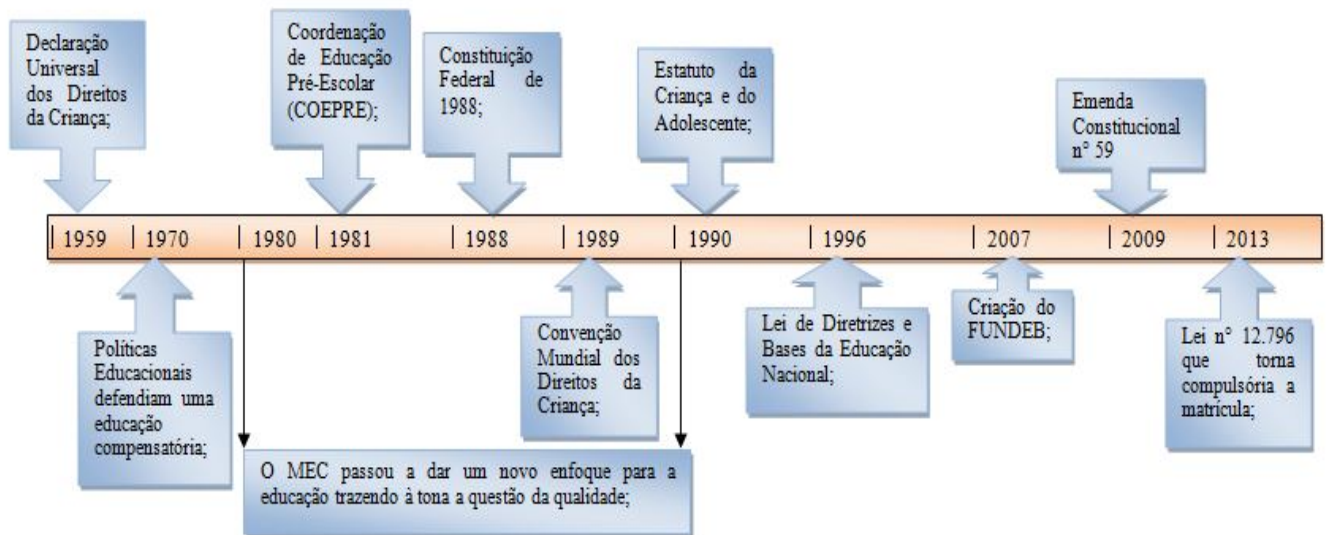 Declaração
Universal
dos Direitos
da Criança;
Coordenação
de Educação
Pré-Escolar
(COEPRE);
Constituição
Federal de
1988;
Estatuto da
Criança e do
Adolescente;
Emenda
Constitucional
n° 59
1959
1970
1980
1981
1988
1989
1990
1996
2007
2009
2013
Políticas
Educacionais
defendiam uma
educação
compensatória;
Convenção
Mundial dos
Direitos da
Criança;
Lei de Diretrizes e
Bases da Educação
Nacional;
Criação do
FUNDEB;
Lei n° 12.796
que torna
compulsória a
matrícula;
O MEC passou a dar um novo enfoque para a
educação trazendo à tona a questão da qualidade;